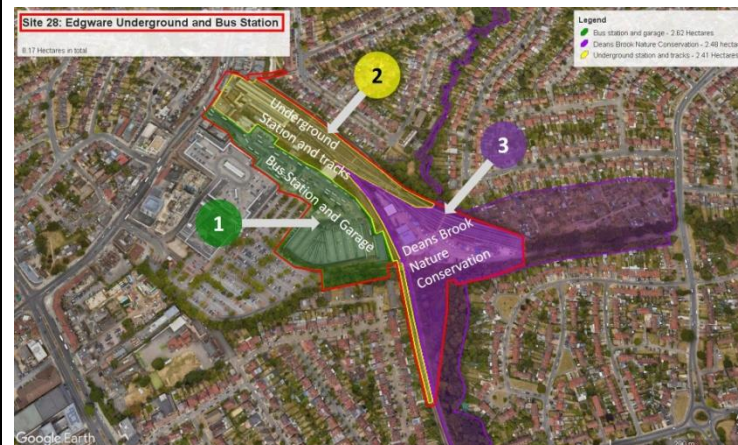 Site 28: Edgware Underground and Bus Station
8.17 Hectares in total
Legend
Bus station and garage - 2.62 Hectares
Deans Brook Nature Conservation - 2.48 hecta
Underground station and tracks - 2.41 Hectares
2
Underground
Station and tracks
3
1
Bus Station and Garage
Deans Brook
Nature
Conservation
Google Earth